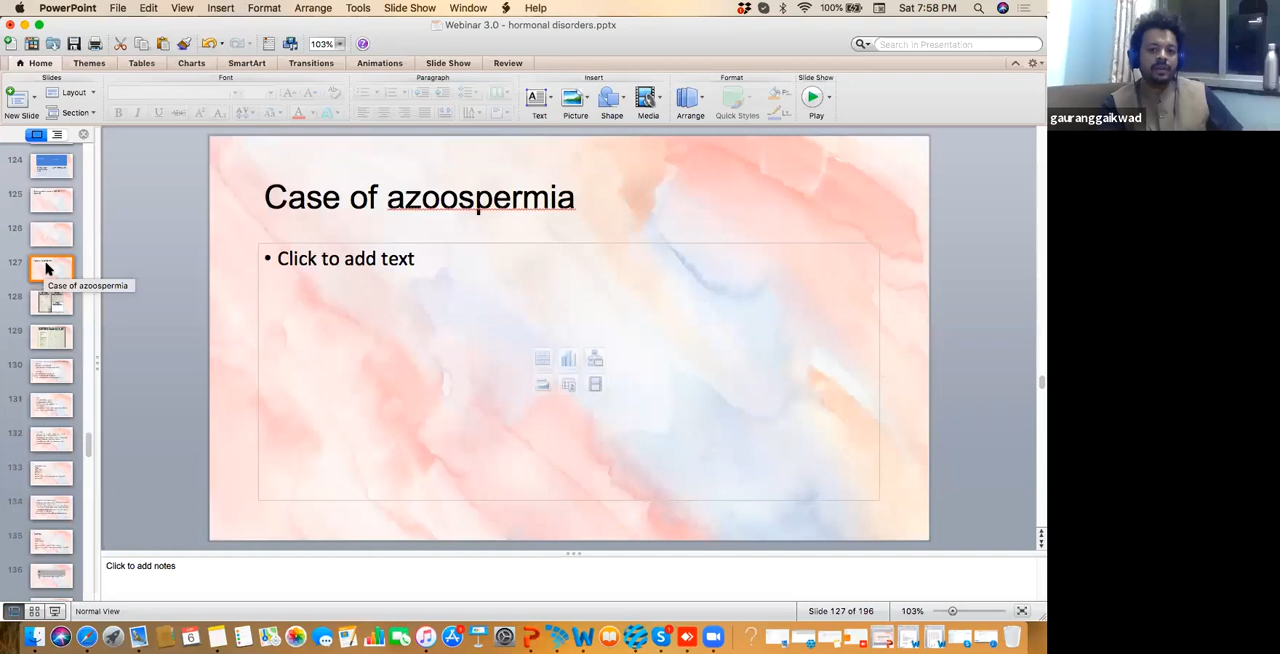 PowerPoint File Edit View Insert Format Arrange Tools Slide Show Window Help 100% Sat 7:58 PM
Webinar 3.0 - hormonal disorders.pptx
103% Search in Presentation
Home Themes Tables Charts SmartArt Transitions Animations Slide Show Review
Slides Font Paragraph Insert Format Slide Show
Layout
Section
New Slide Text Picture Shape Media Arrange Quick Styles Play
gauranggaikwad
124
125
126
127
Case of azoospermia
128
129
130
131
132
133
134
135
136
Case of azoospermia
• Click to add text
Click to add notes
Normal View Slide 127 of 196 103%